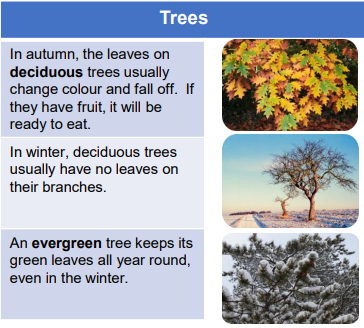 Trees
In autumn, the leaves on
deciduous trees usually
change colour and fall off.  If
they have fruit, it will be
ready to eat.
In winter, deciduous trees
usually have no leaves on
their branches.
An evergreen tree keeps its
green leaves all year round,
even in the winter.